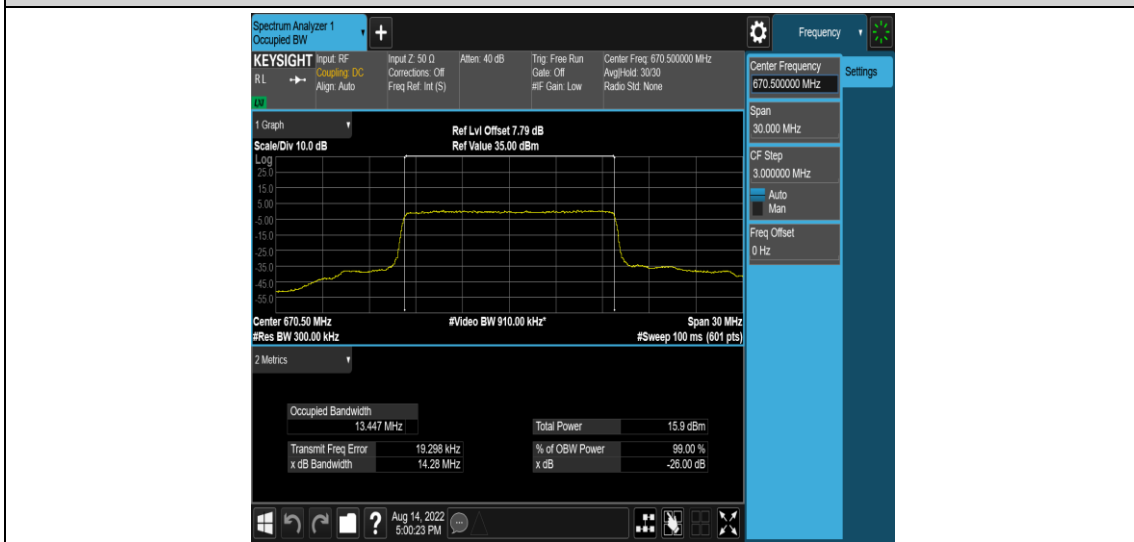 Spectrum Analyzer 1
Occupied BW
+
Frequency
KEYSIGHT Input: RF Input Z: 50 Ω Atten: 40 dB Trig: Free Run Center Freq: 670.500000 MHz
RL Coupling: DC Corrections: Off Gate: Off Avg|Hold: 30/30
Align: Auto Freq Ref: Int (S) #IF Gain: Low Radio Std: None
Center Frequency
670.500000 MHz
Settings
Span
30.000 MHz
CF Step
3.000000 MHz
Auto
Man
Freq Offset
0 Hz
1 Graph
Ref Lvl Offset 7.79 dB
Scale/Div 10.0 dB Ref Value 35.00 dBm
Log
25.0
15.0
5.00
-5.00
-15.0
-25.0
-35.0
-45.0
-55.0
Center 670.50 MHz #Video BW 910.00 kHz* Span 30 MHz
#Res BW 300.00 kHz #Sweep 100 ms (601 pts)
2 Metrics
Occupied Bandwidth
13.447 MHz Total Power 15.9 dBm
Transmit Freq Error 19.298 kHz % of OBW Power 99.00 %
x dB Bandwidth 14.28 MHz x dB -26.00 dB
? Aug 14, 2022
5:00:23 PM